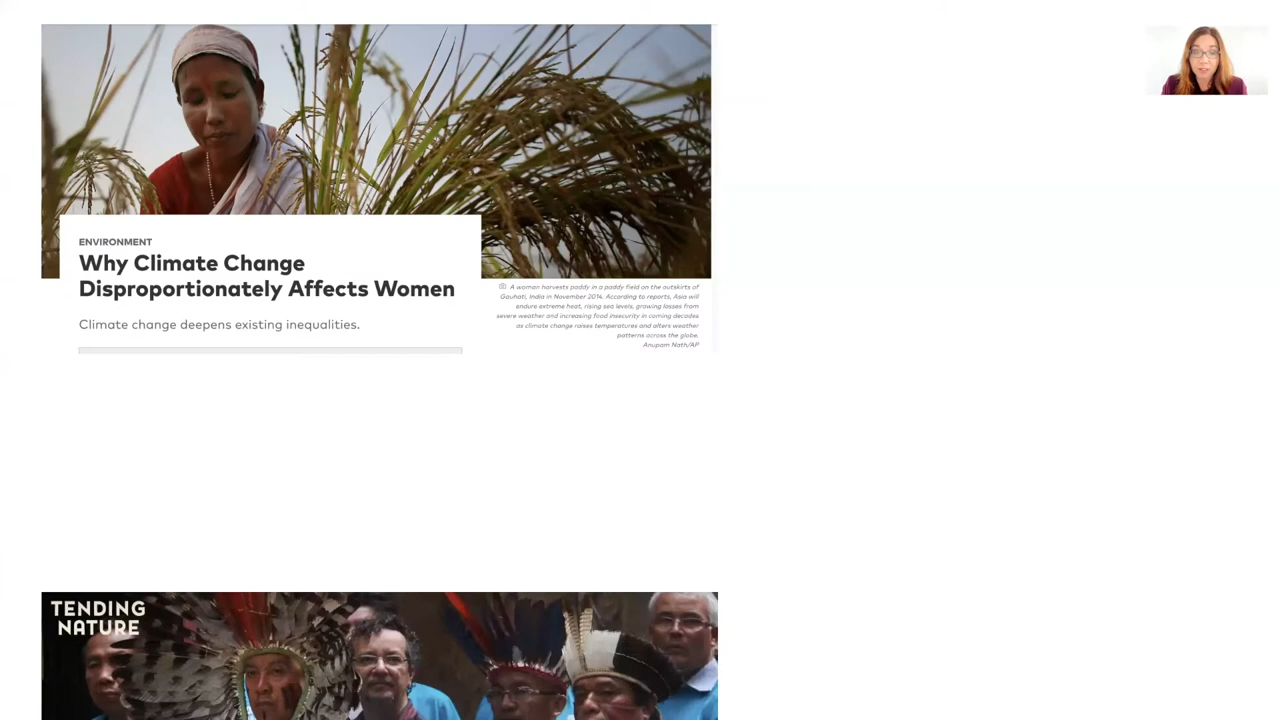 ENVIRONMENT
Why Climate Change
Disproportionately Affects Women
Climate change deepens existing inequalities.
A woman harvests paddy in a paddy field on the outskirts of
Gauhati, India in November 2014. According to reports, Asia will
endure extreme heat, rising sea levels, growing losses from
severe weather and increasing food insecurity in coming decades
as climate change raises temperatures and alters weather
patterns across the globe.
Anupam Nath/AP
TENDING
NATURE